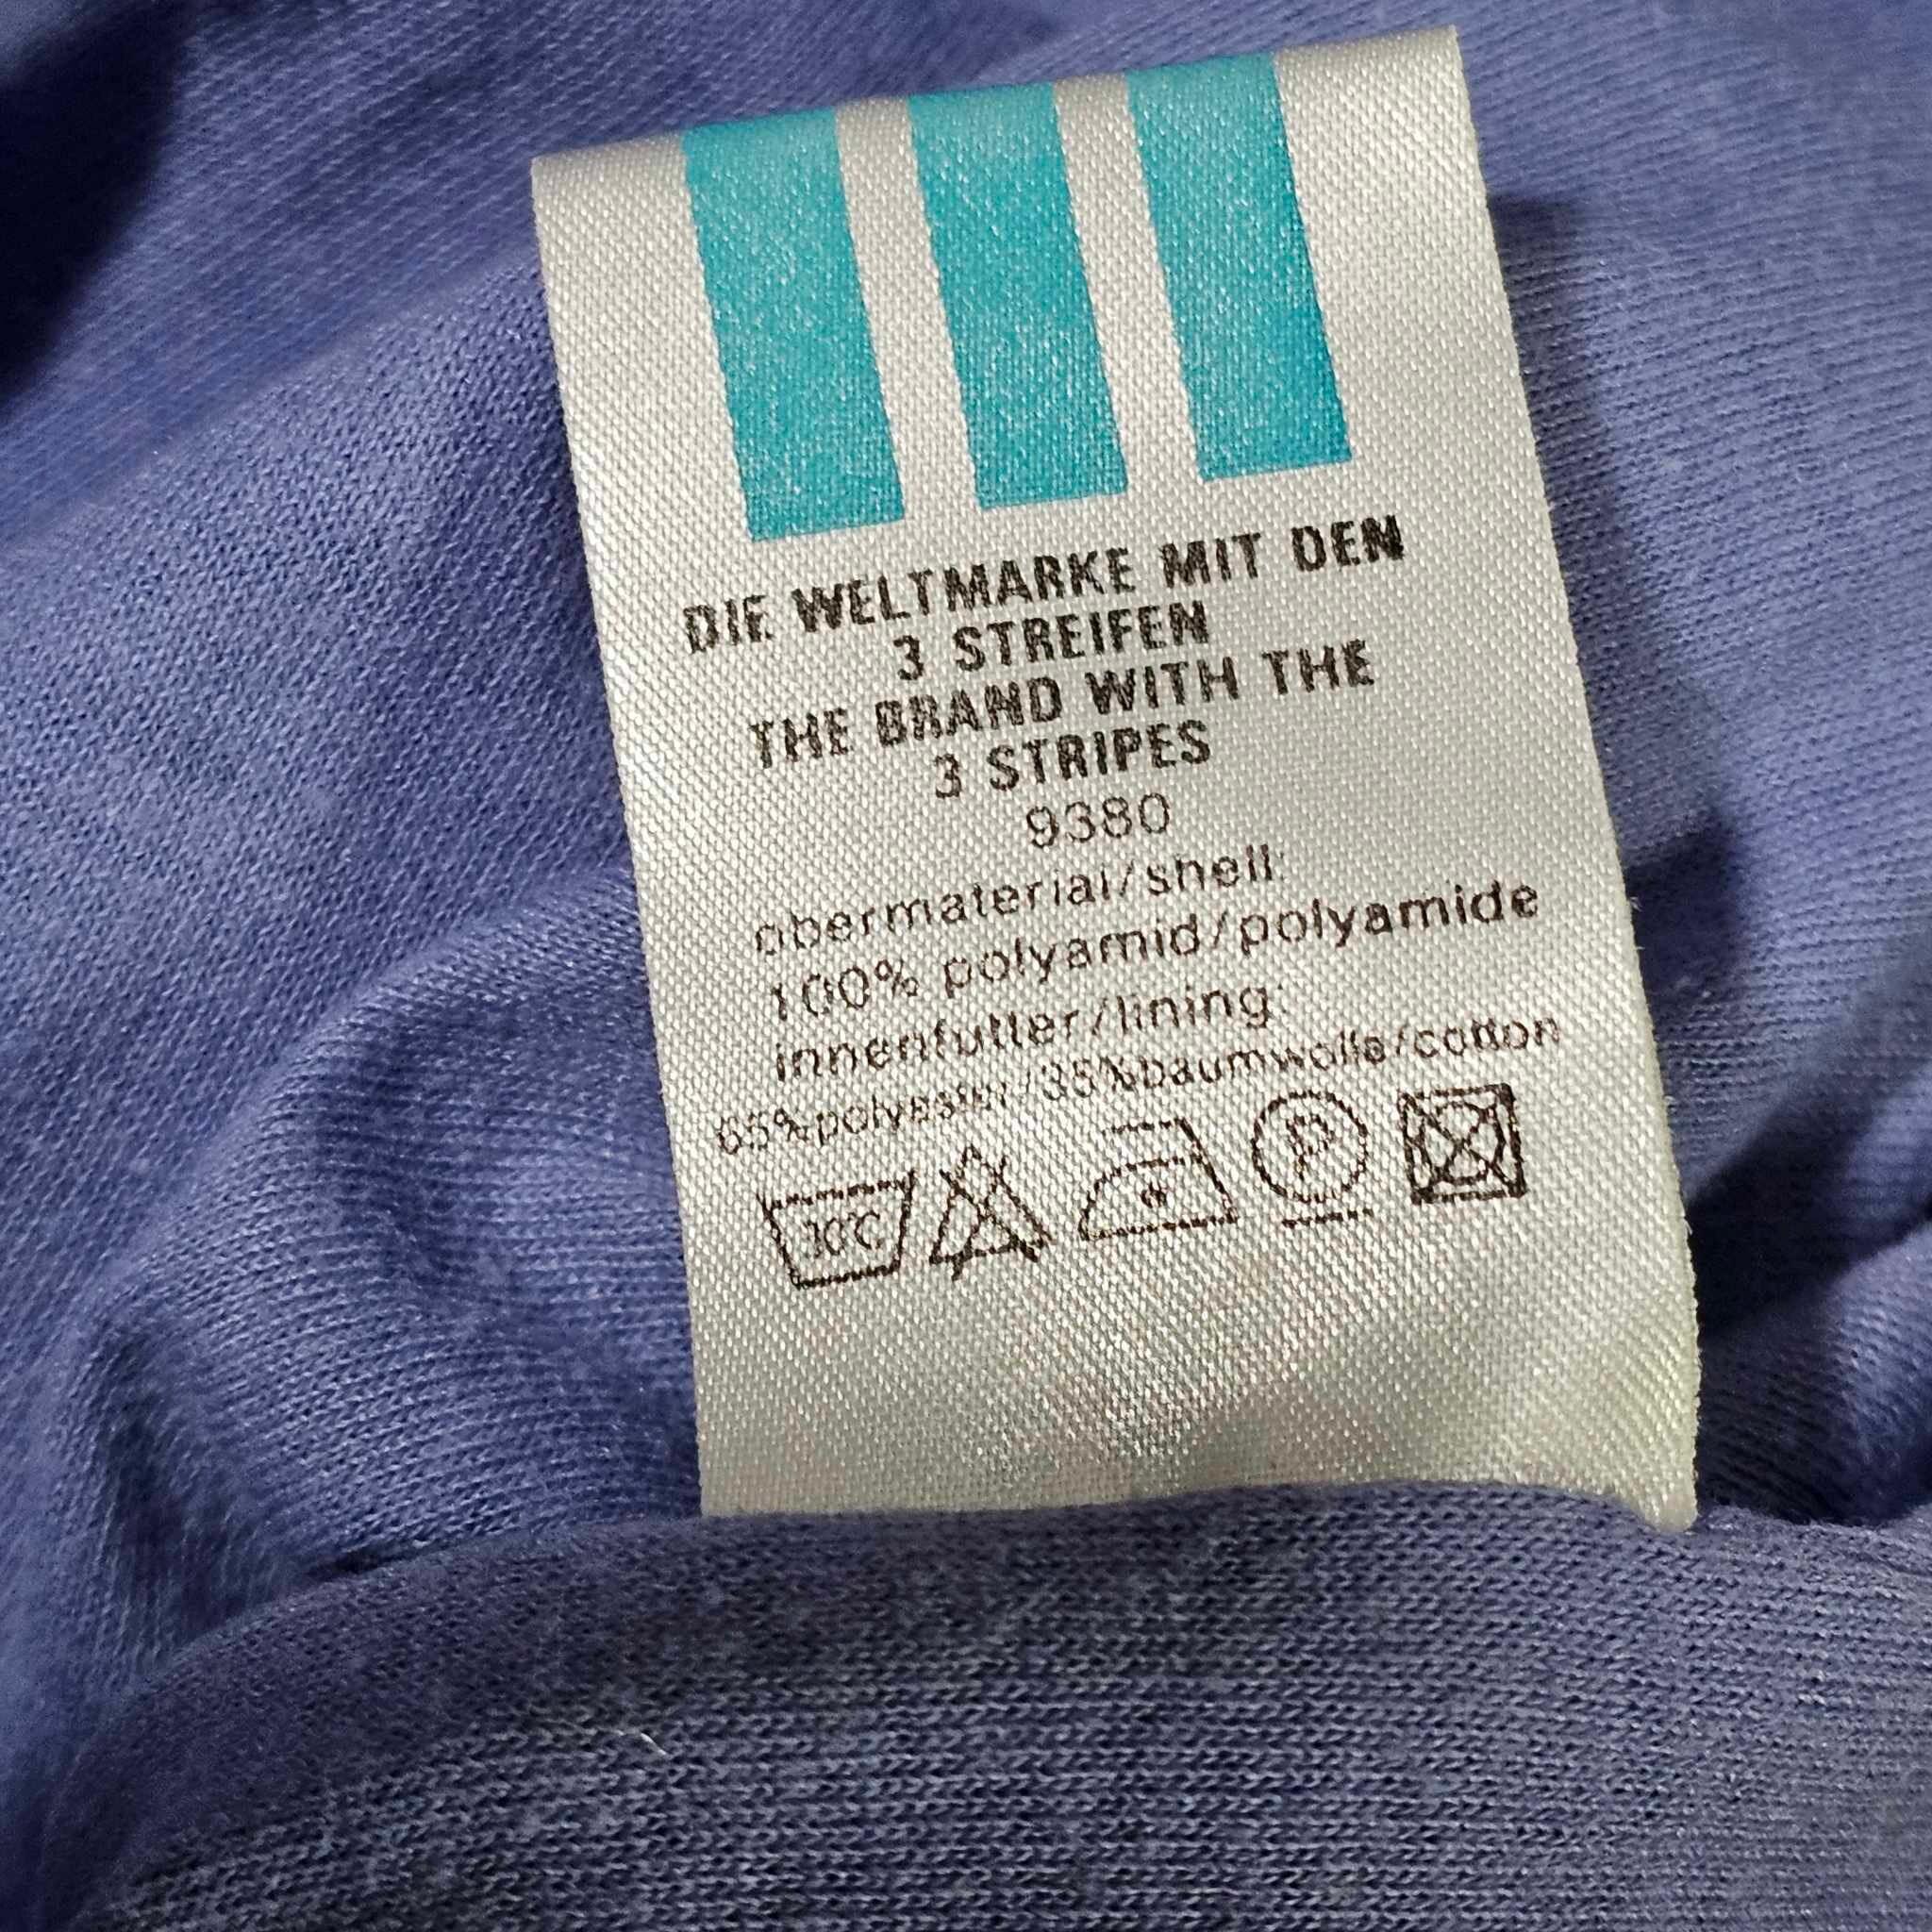 DIE WELTMARKE MIT DEN
3 STREIFEN
THE BRAND WITH THE
3 STRIPES
9380
obermaterial/shell:
100% polyamid/polyamide
innenfutter/lining:
65%polyester/35%baumwolle/cotton
30°C P